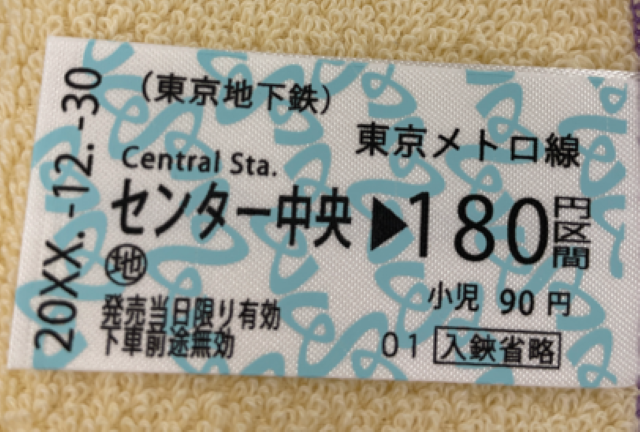 20XX.-12.-30
(東京地下鉄)
東京メトロ線
Central Sta.
センター中央▶180円区間
地
小児 90円
発売当日限り有効
下車前途無効
01 入鋏省略